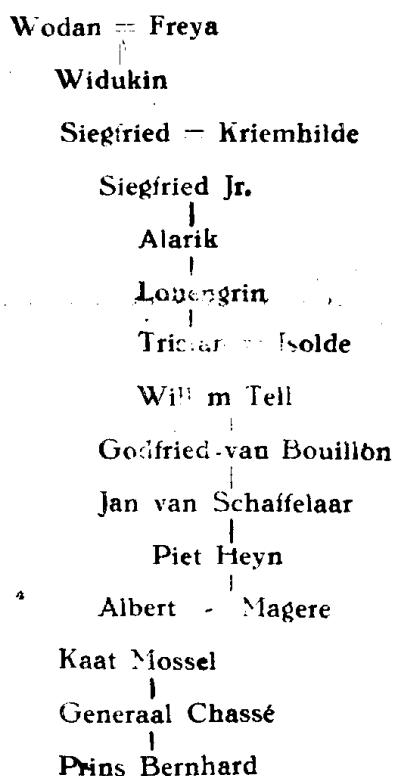 Wodan = Freya
Widukin
Siegfried = Kriemhilde
Siegfried Jr.
Alarik
Lohengrin
Tristan = Isolde
Willem Tell
Godfried van Bouillon
Jan van Schaffelaar
Piet Heyn
Albert - Magere
Kaat Mossel
Generaal Chassé
Prins Bernhard